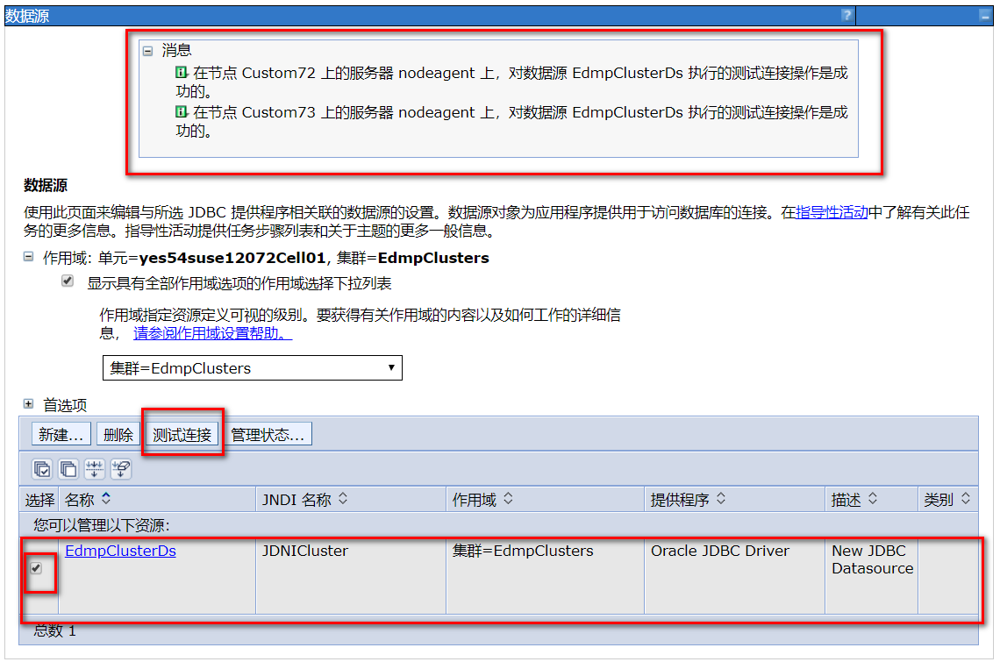 数据源
?
消息
在节点 Custom72 上的服务器 nodeagent 上，对数据源 EdmpClusterDs 执行的测试连接操作是成
功的。
在节点 Custom73 上的服务器 nodeagent 上，对数据源 EdmpClusterDs 执行的测试连接操作是成
功的。
数据源
使用此页面来编辑与所选 JDBC 提供程序相关联的数据源的设置。数据源对象为应用程序提供用于访问数据库的连接。在指导性活动中了解有关此任
务的更多信息。指导性活动提供任务步骤列表和关于主题的更多一般信息。
作用域: 单元=yes54suse12072Cell01, 集群=EdmpClusters
显示具有全部作用域选项的作用域选择下拉列表
作用域指定资源定义可视的级别。要获得有关作用域的内容以及如何工作的详细信
息， 请参阅作用域设置帮助。
集群=EdmpClusters
首选项
新建... 删除 测试连接 管理状态...
选择 名称 JNDI 名称 作用域 提供程序 描述 类别
您可以管理以下资源:
EdmpClusterDs JDNICluster 集群=EdmpClusters Oracle JDBC Driver New JDBC
Datasource
总数 1